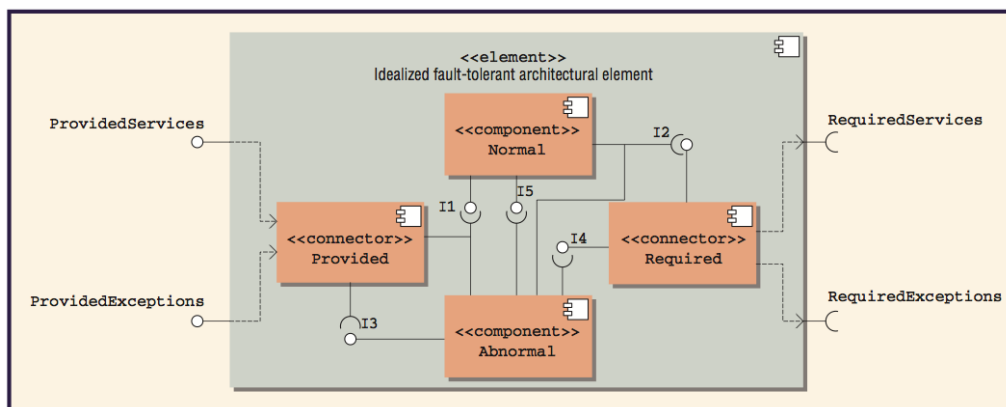 <<element>>
Idealized fault-tolerant architectural element
ProvidedServices
<<component>>
Normal
I2
RequiredServices
I1
I5
<<connector>>
Provided
I4
<<connector>>
Required
ProvidedExceptions
I3
<<component>>
Abnormal
RequiredExceptions